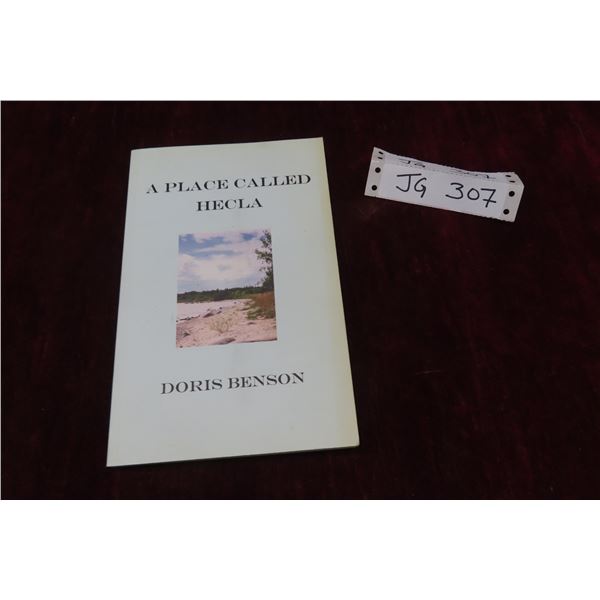 A PLACE CALLED
HECLA
DORIS BENSON
JG 307